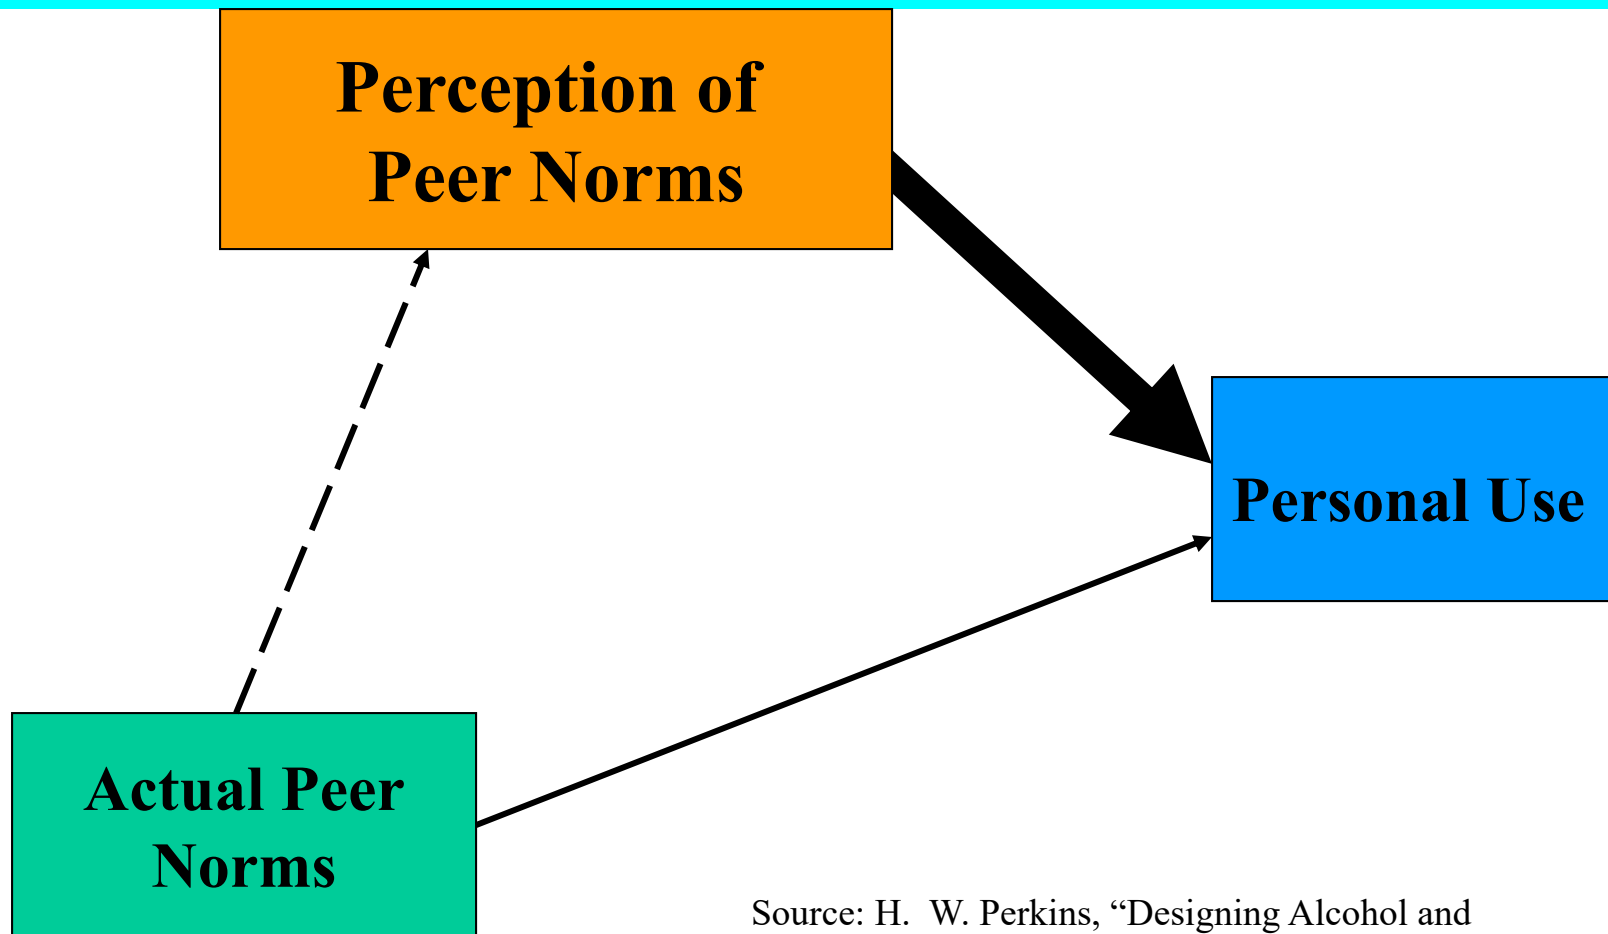 Perception of
Peer Norms
Personal Use
Actual Peer
Norms
Source: H.  W. Perkins, “Designing Alcohol and